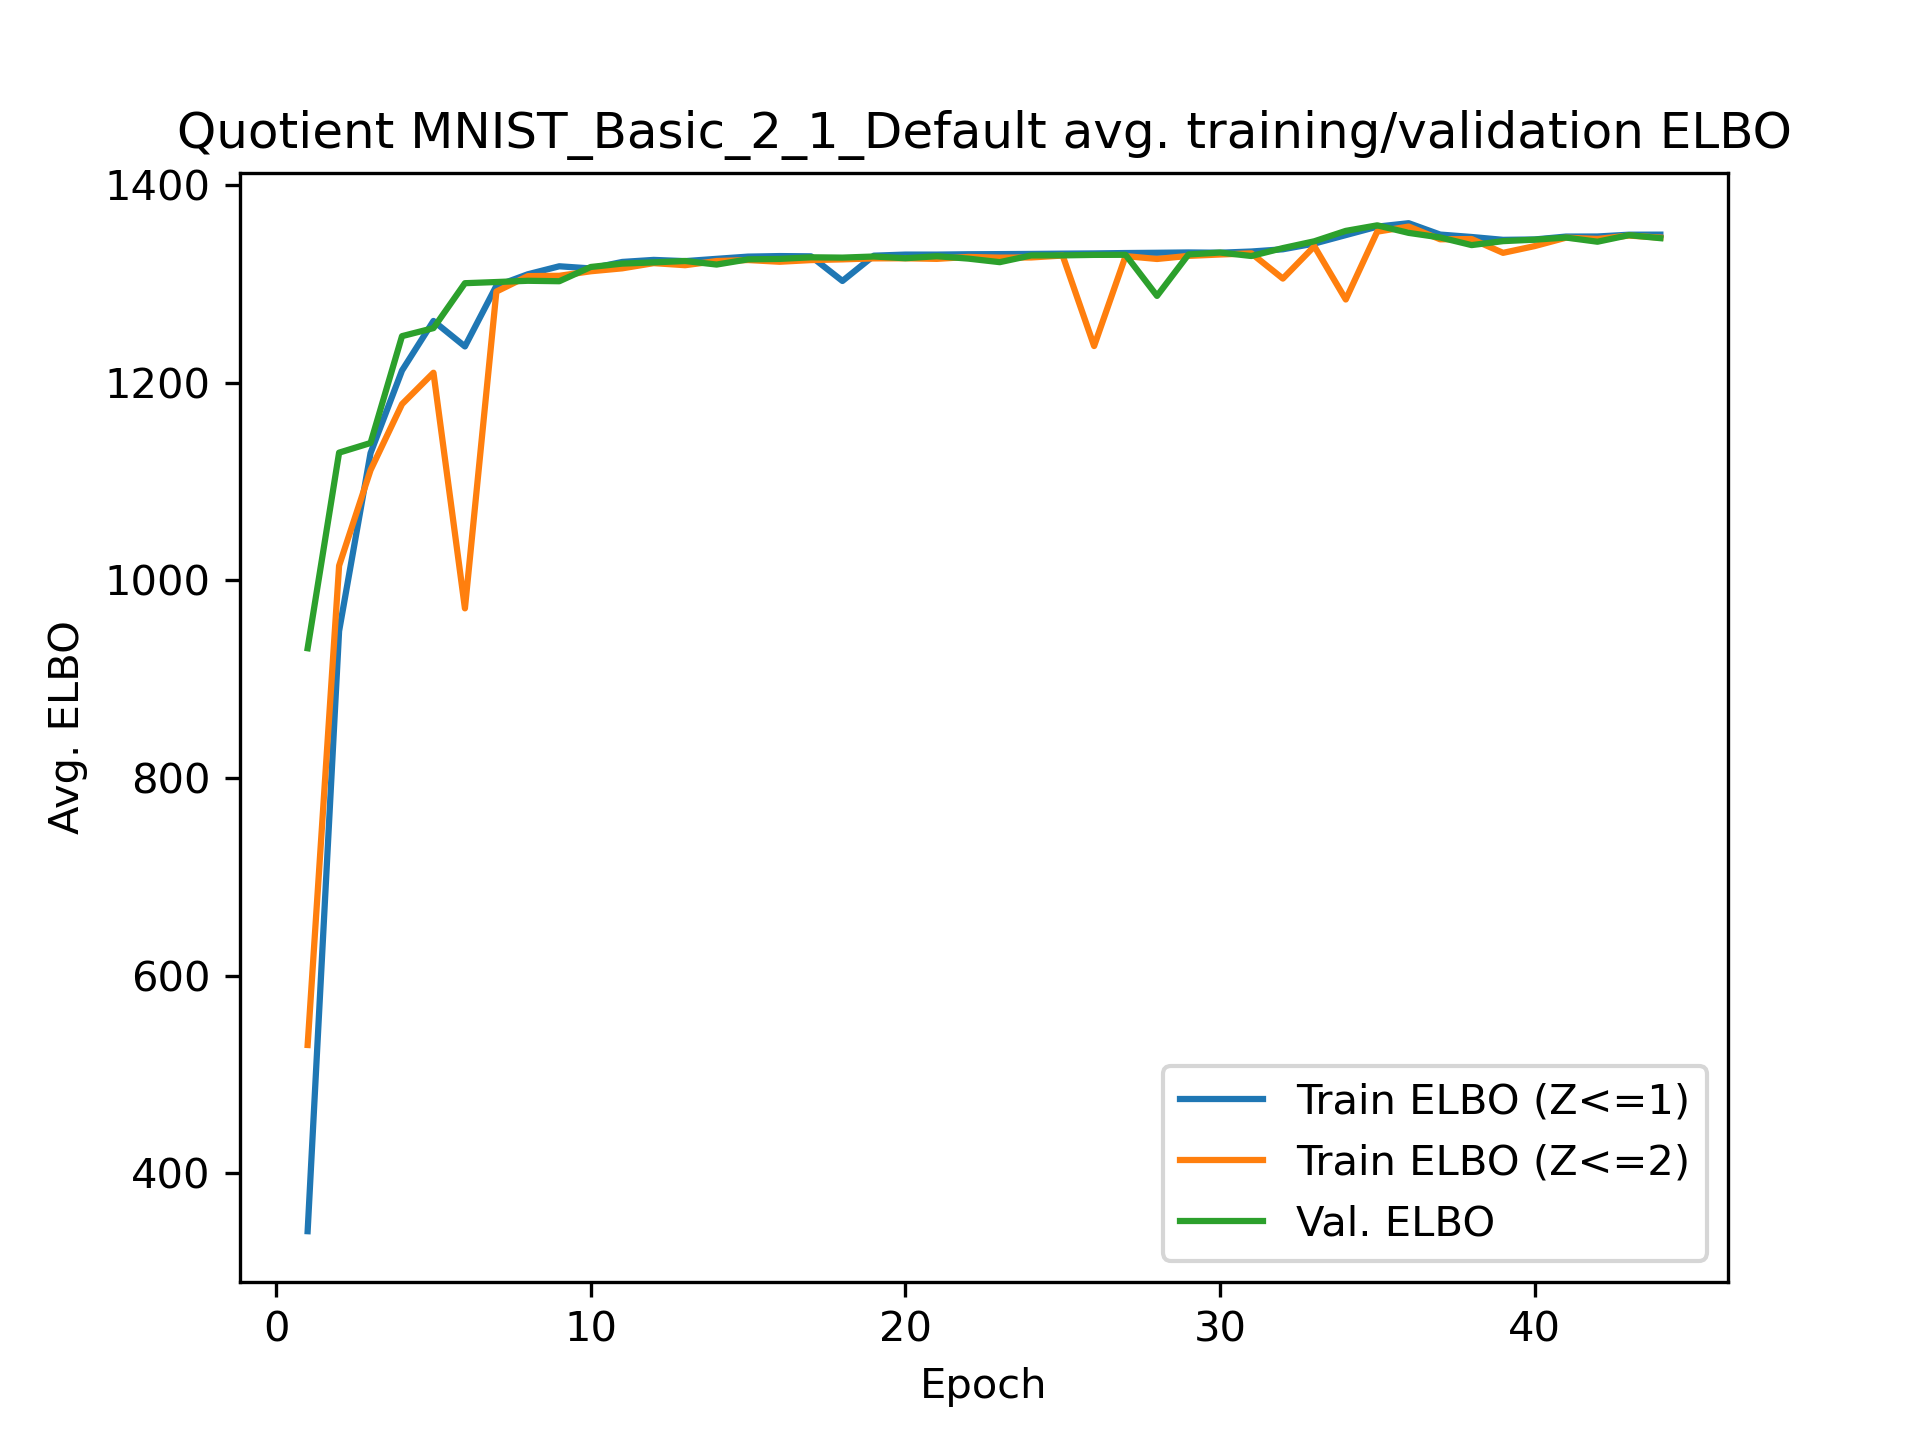 Quotient MNIST_Basic_2_1_Default avg. training/validation ELBO
1400
1200
1000
800
600
400
Avg. ELBO
Train ELBO (Z<=1)
Train ELBO (Z<=2)
Val. ELBO
0 10 20 30 40
Epoch